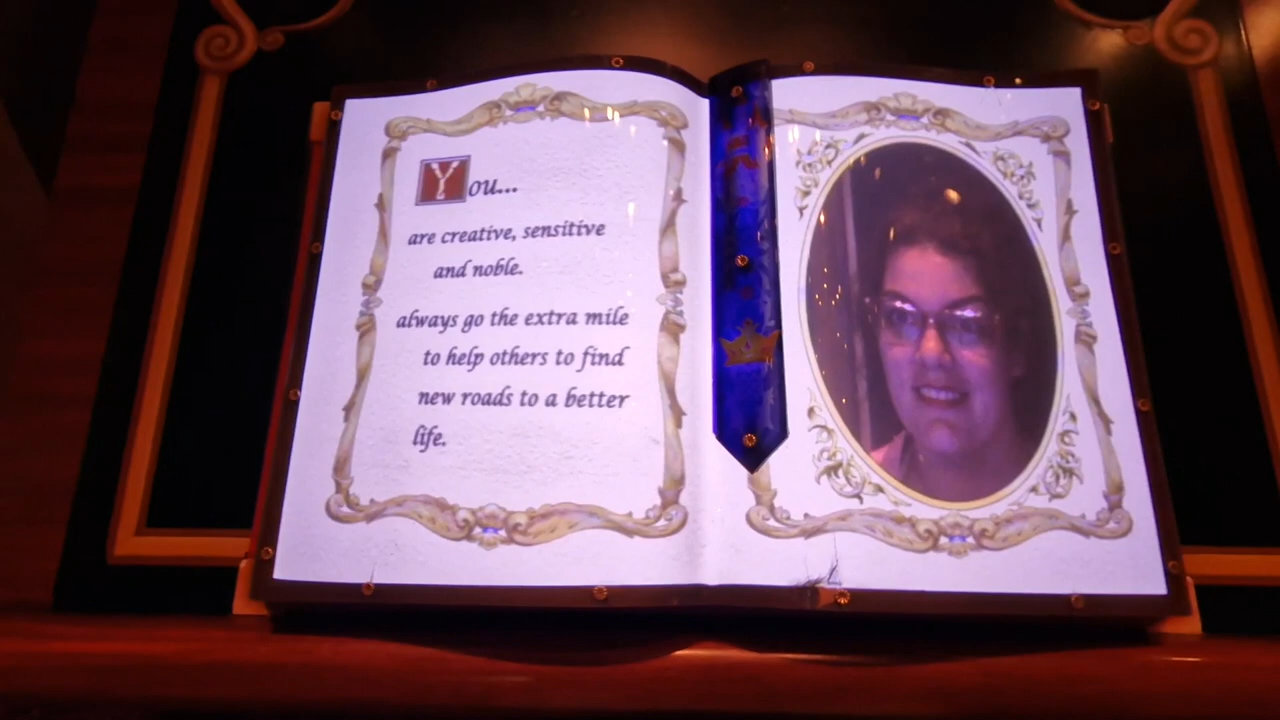 You...
are creative, sensitive
and noble.
always go the extra mile
to help others to find
new roads to a better
life.